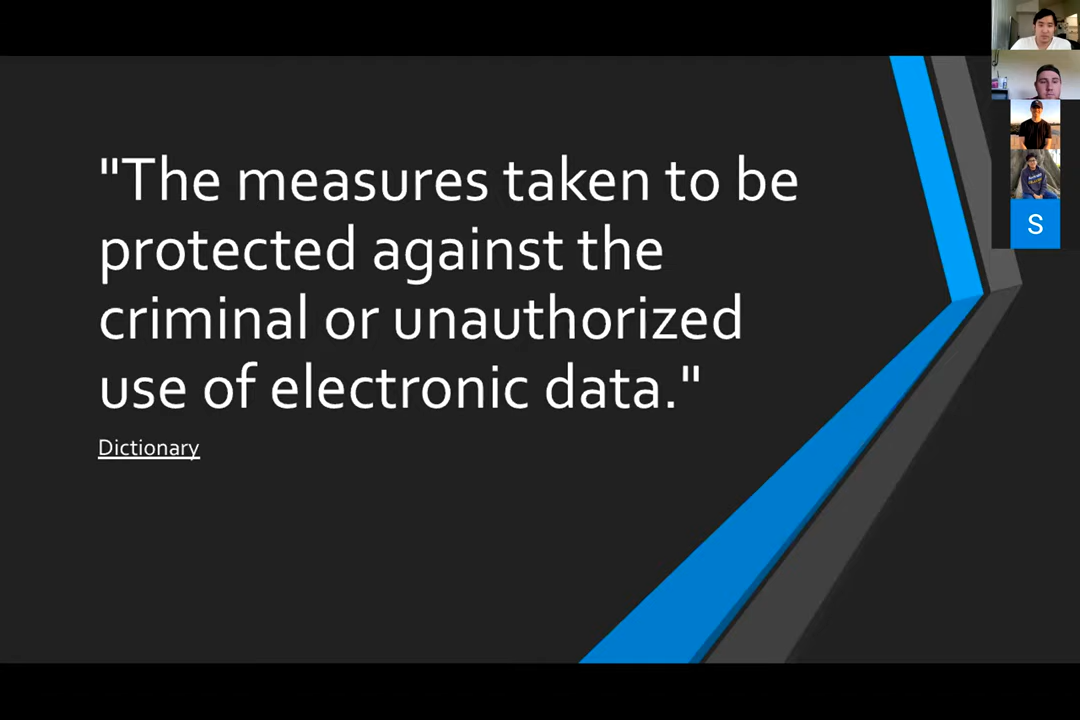 "The measures taken to be
protected against the
criminal or unauthorized
use of electronic data."
Dictionary
S